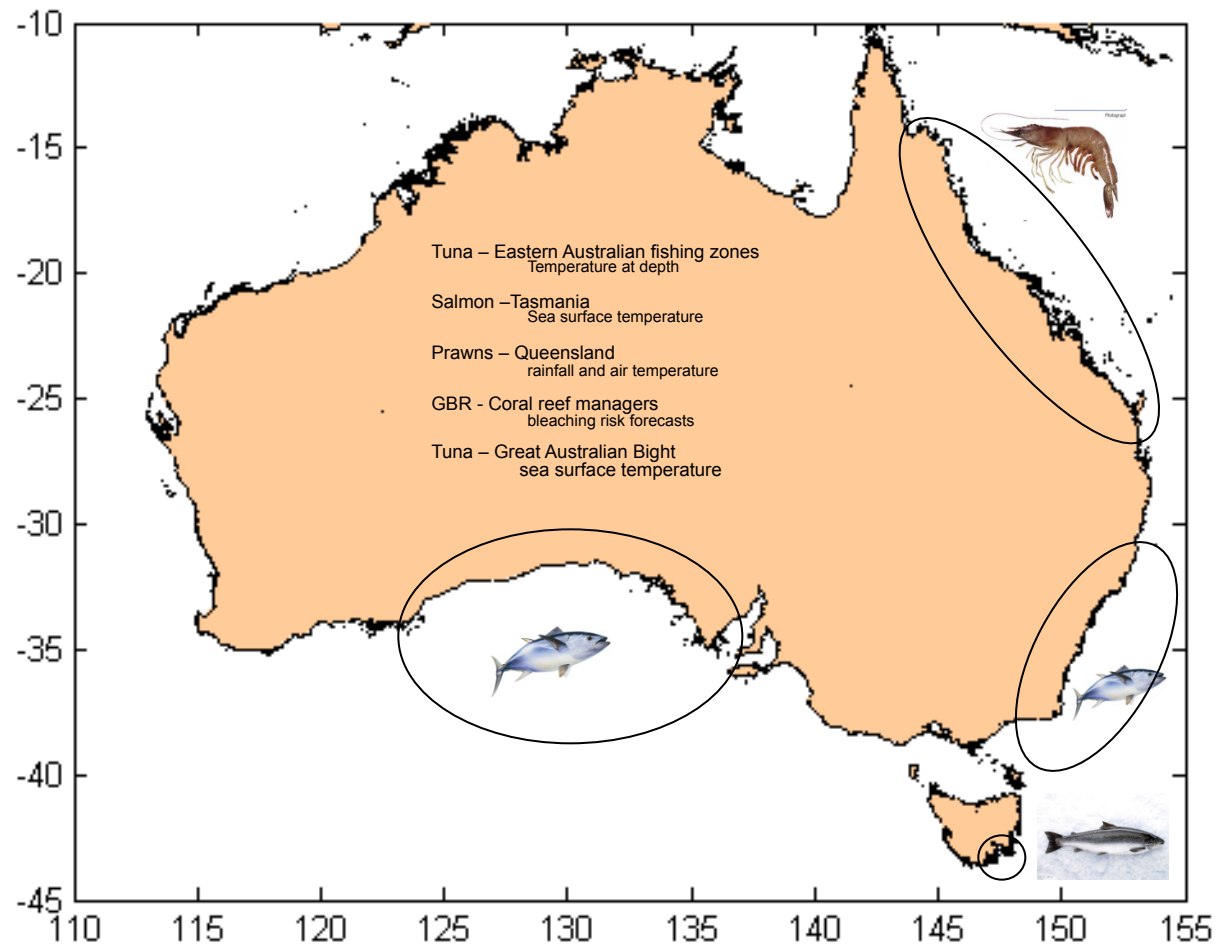 Photograph
-10
-15
-20
-25
-30
-35
-40
-45
Tuna – Eastern Australian fishing zones
Temperature at depth
Salmon –Tasmania
Sea surface temperature
Prawns – Queensland
rainfall and air temperature
GBR - Coral reef managers
bleaching risk forecasts
Tuna – Great Australian Bight
sea surface temperature
110 115 120 125 130 135 140 145 150 155